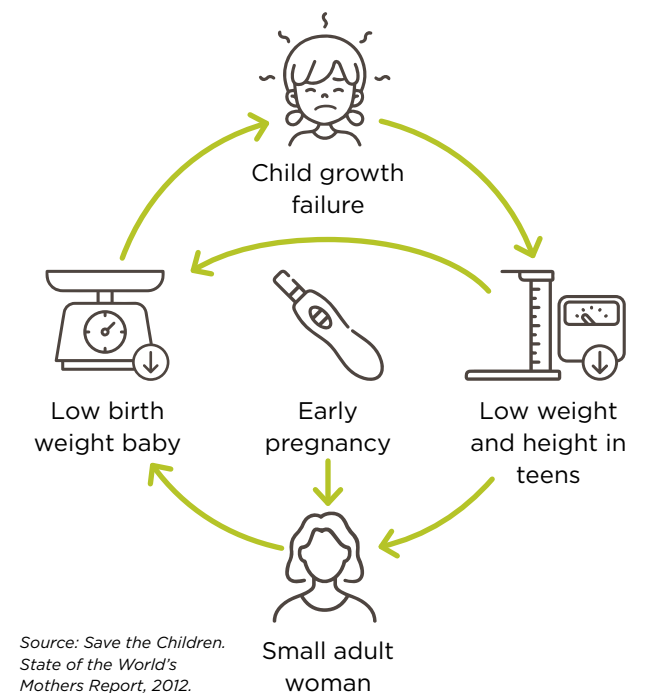 Child growth
failure
Low birth
weight baby
Early
pregnancy
Low weight
and height in
teens
Small adult
woman
Source: Save the Children.
State of the World's
Mothers Report, 2012.